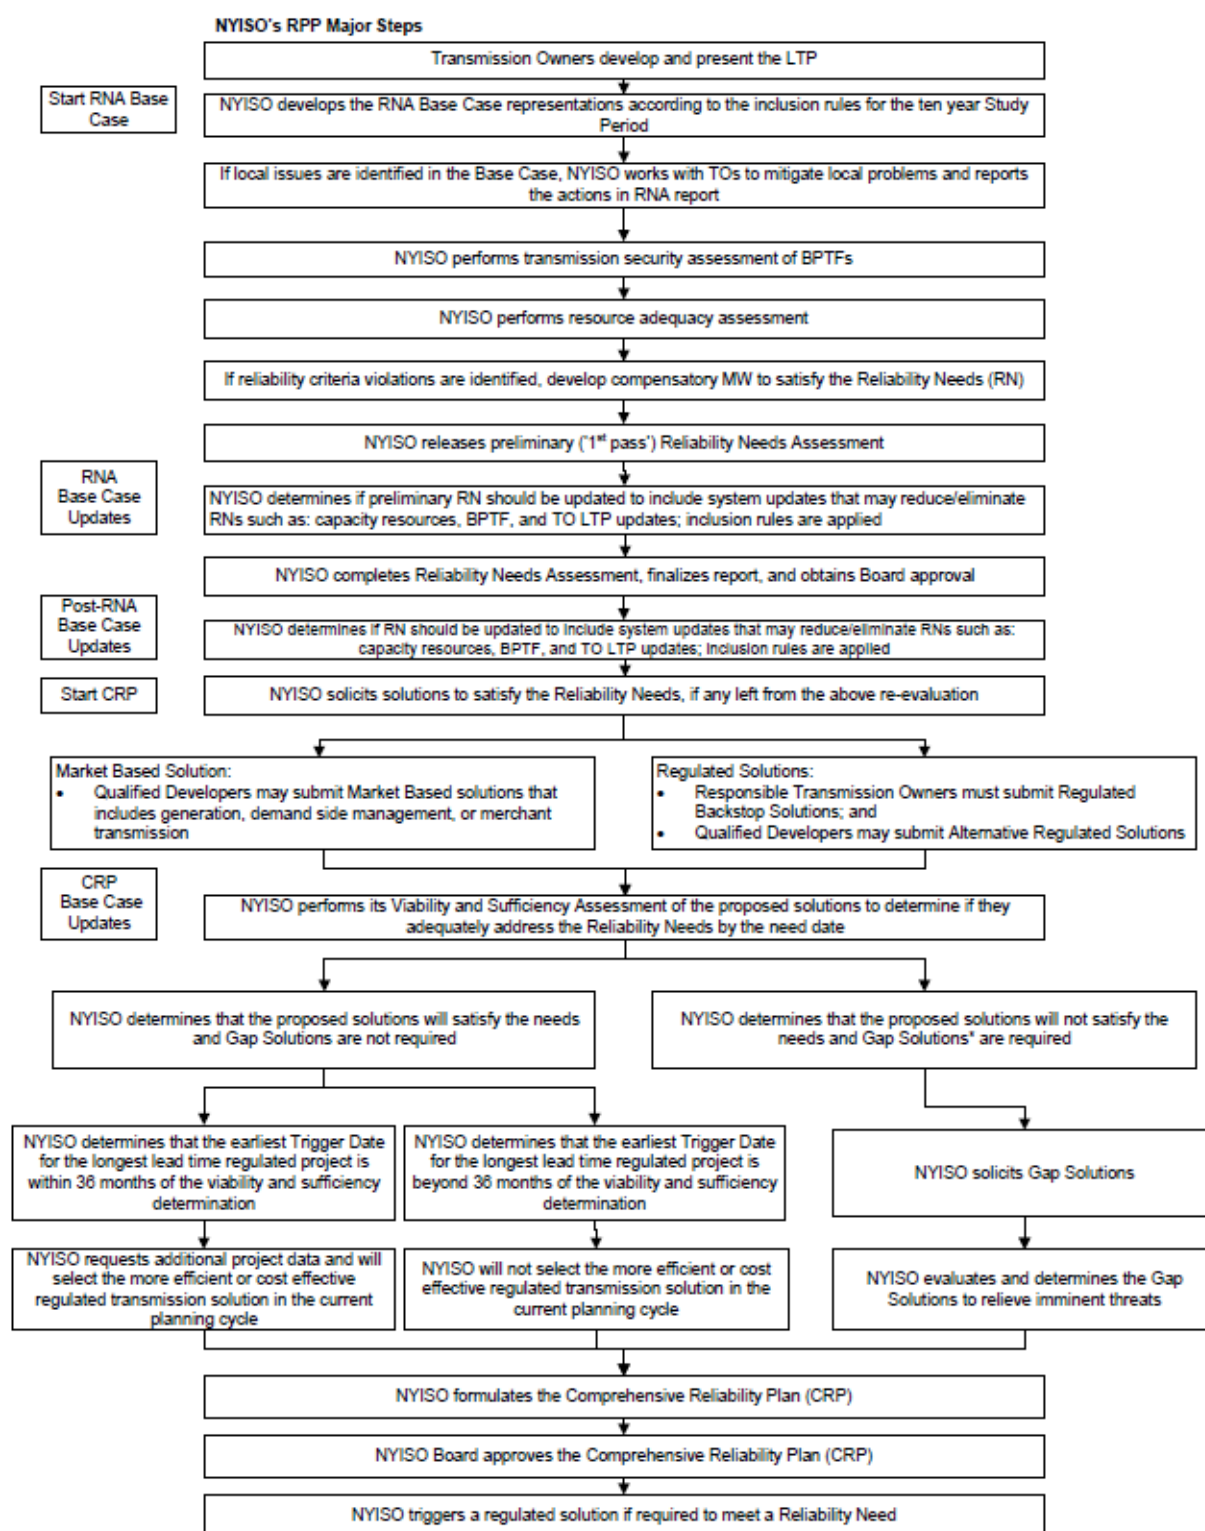 NYISO's RPP Major Steps
Transmission Owners develop and present the LTP
Start RNA Base
Case
NYISO develops the RNA Base Case representations according to the inclusion rules for the ten year Study
Period
If local issues are identified in the Base Case, NYISO works with TOs to mitigate local problems and reports
the actions in RNA report
NYISO performs transmission security assessment of BPTFs
NYISO performs resource adequacy assessment
If reliability criteria violations are identified, develop compensatory MW to satisfy the Reliability Needs (RN)
NYISO releases preliminary ('1st pass') Reliability Needs Assessment
RNA
Base Case
Updates
NYISO determines if preliminary RN should be updated to include system updates that may reduce/eliminate
RNs such as: capacity resources, BPTF, and TO LTP updates; inclusion rules are applied
NYISO completes Reliability Needs Assessment, finalizes report, and obtains Board approval
Post-RNA
Base Case
Updates
NYISO determines if RN should be updated to include system updates that may reduce/eliminate RNs such as:
capacity resources, BPTF, and TO LTP updates; inclusion rules are applied
Start CRP
NYISO solicits solutions to satisfy the Reliability Needs, if any left from the above re-evaluation
Market Based Solution:
• Qualified Developers may submit Market Based solutions that
includes generation, demand side management, or merchant
transmission
Regulated Solutions:
• Responsible Transmission Owners must submit Regulated
Backstop Solutions; and
• Qualified Developers may submit Alternative Regulated Solutions
CRP
Base Case
Updates
NYISO performs its Viability and Sufficiency Assessment of the proposed solutions to determine if they
adequately address the Reliability Needs by the need date
NYISO determines that the proposed solutions will satisfy the needs
and Gap Solutions are not required
NYISO determines that the proposed solutions will not satisfy the
needs and Gap Solutions* are required
NYISO determines that the earliest Trigger Date
for the longest lead time regulated project is
within 36 months of the viability and sufficiency
determination
NYISO determines that the earliest Trigger Date
for the longest lead time regulated project is
beyond 36 months of the viability and sufficiency
determination
NYISO solicits Gap Solutions
NYISO requests additional project data and will
select the more efficient or cost effective
regulated transmission solution in the current
planning cycle
NYISO will not select the more efficient or cost
effective regulated transmission solution in the
current planning cycle
NYISO evaluates and determines the Gap
Solutions to relieve imminent threats
NYISO formulates the Comprehensive Reliability Plan (CRP)
NYISO Board approves the Comprehensive Reliability Plan (CRP)
NYISO triggers a regulated solution if required to meet a Reliability Need